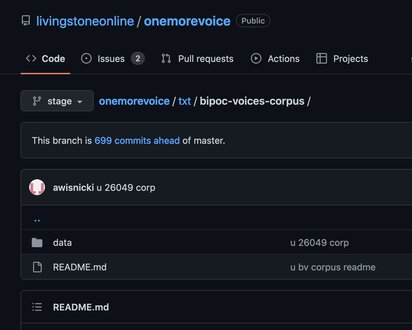 livingstoneonline / onemorevoice Public
Code Issues 2 Pull requests Actions Projects
stage onemorevoice / txt / bipoc-voices-corpus /
This branch is 699 commits ahead of master.
awisnicki u 26049 corp
..
data u 26049 corp
README.md u bv corpus readme
README.md